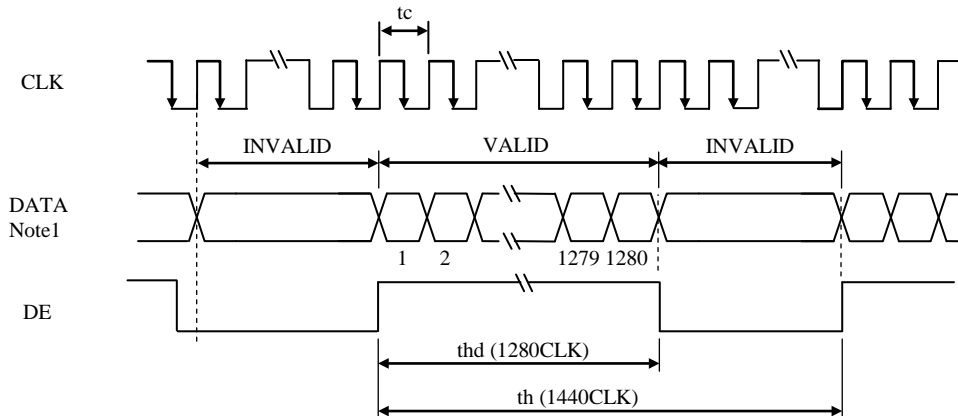 tc
CLK
INVALID VALID INVALID
DATA
Note1
1 2 1279 1280
DE
thd (1280CLK)
th (1440CLK)